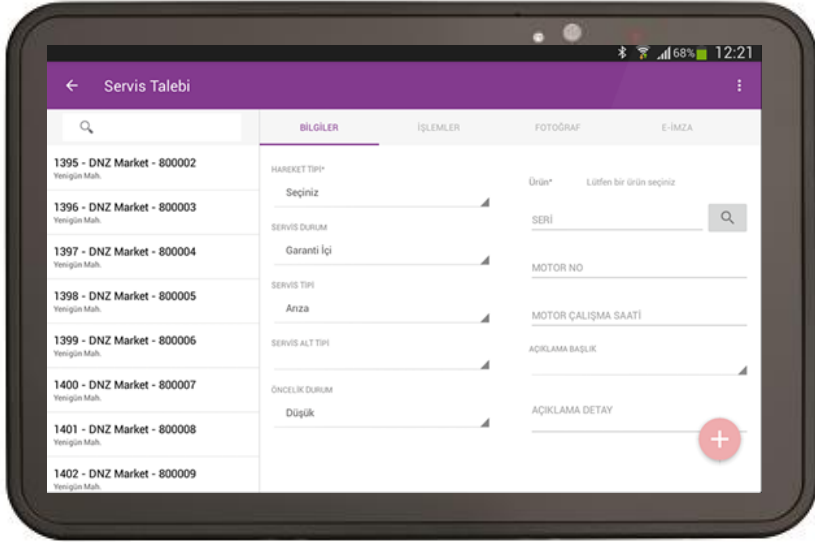 68% 12:21
Servis Talebi
BİLGİLER İŞLEMLER FOTOĞRAF E-İMZA
1395 - DNZ Market - 800002
Yenigün Mah.
1396 - DNZ Market - 800003
Yenigün Mah.
1397 - DNZ Market - 800004
Yenigün Mah.
1398 - DNZ Market - 800005
Yenigün Mah.
1399 - DNZ Market - 800006
Yenigün Mah.
1400 - DNZ Market - 800007
Yenigün Mah.
1401 - DNZ Market - 800008
Yenigün Mah.
1402 - DNZ Market - 800009
Yenigün Mah.
HAREKET TİPİ*
Seçiniz
SERVİS DURUM
Garanti İçi
SERVİS TİPİ
Arıza
SERVİS ALT TİPİ
ÖNCELİK DURUM
Düşük
Ürün* Lütfen bir ürün seçiniz
SERİ
MOTOR NO
MOTOR ÇALIŞMA SAATİ
AÇIKLAMA BAŞLIK
AÇIKLAMA DETAY